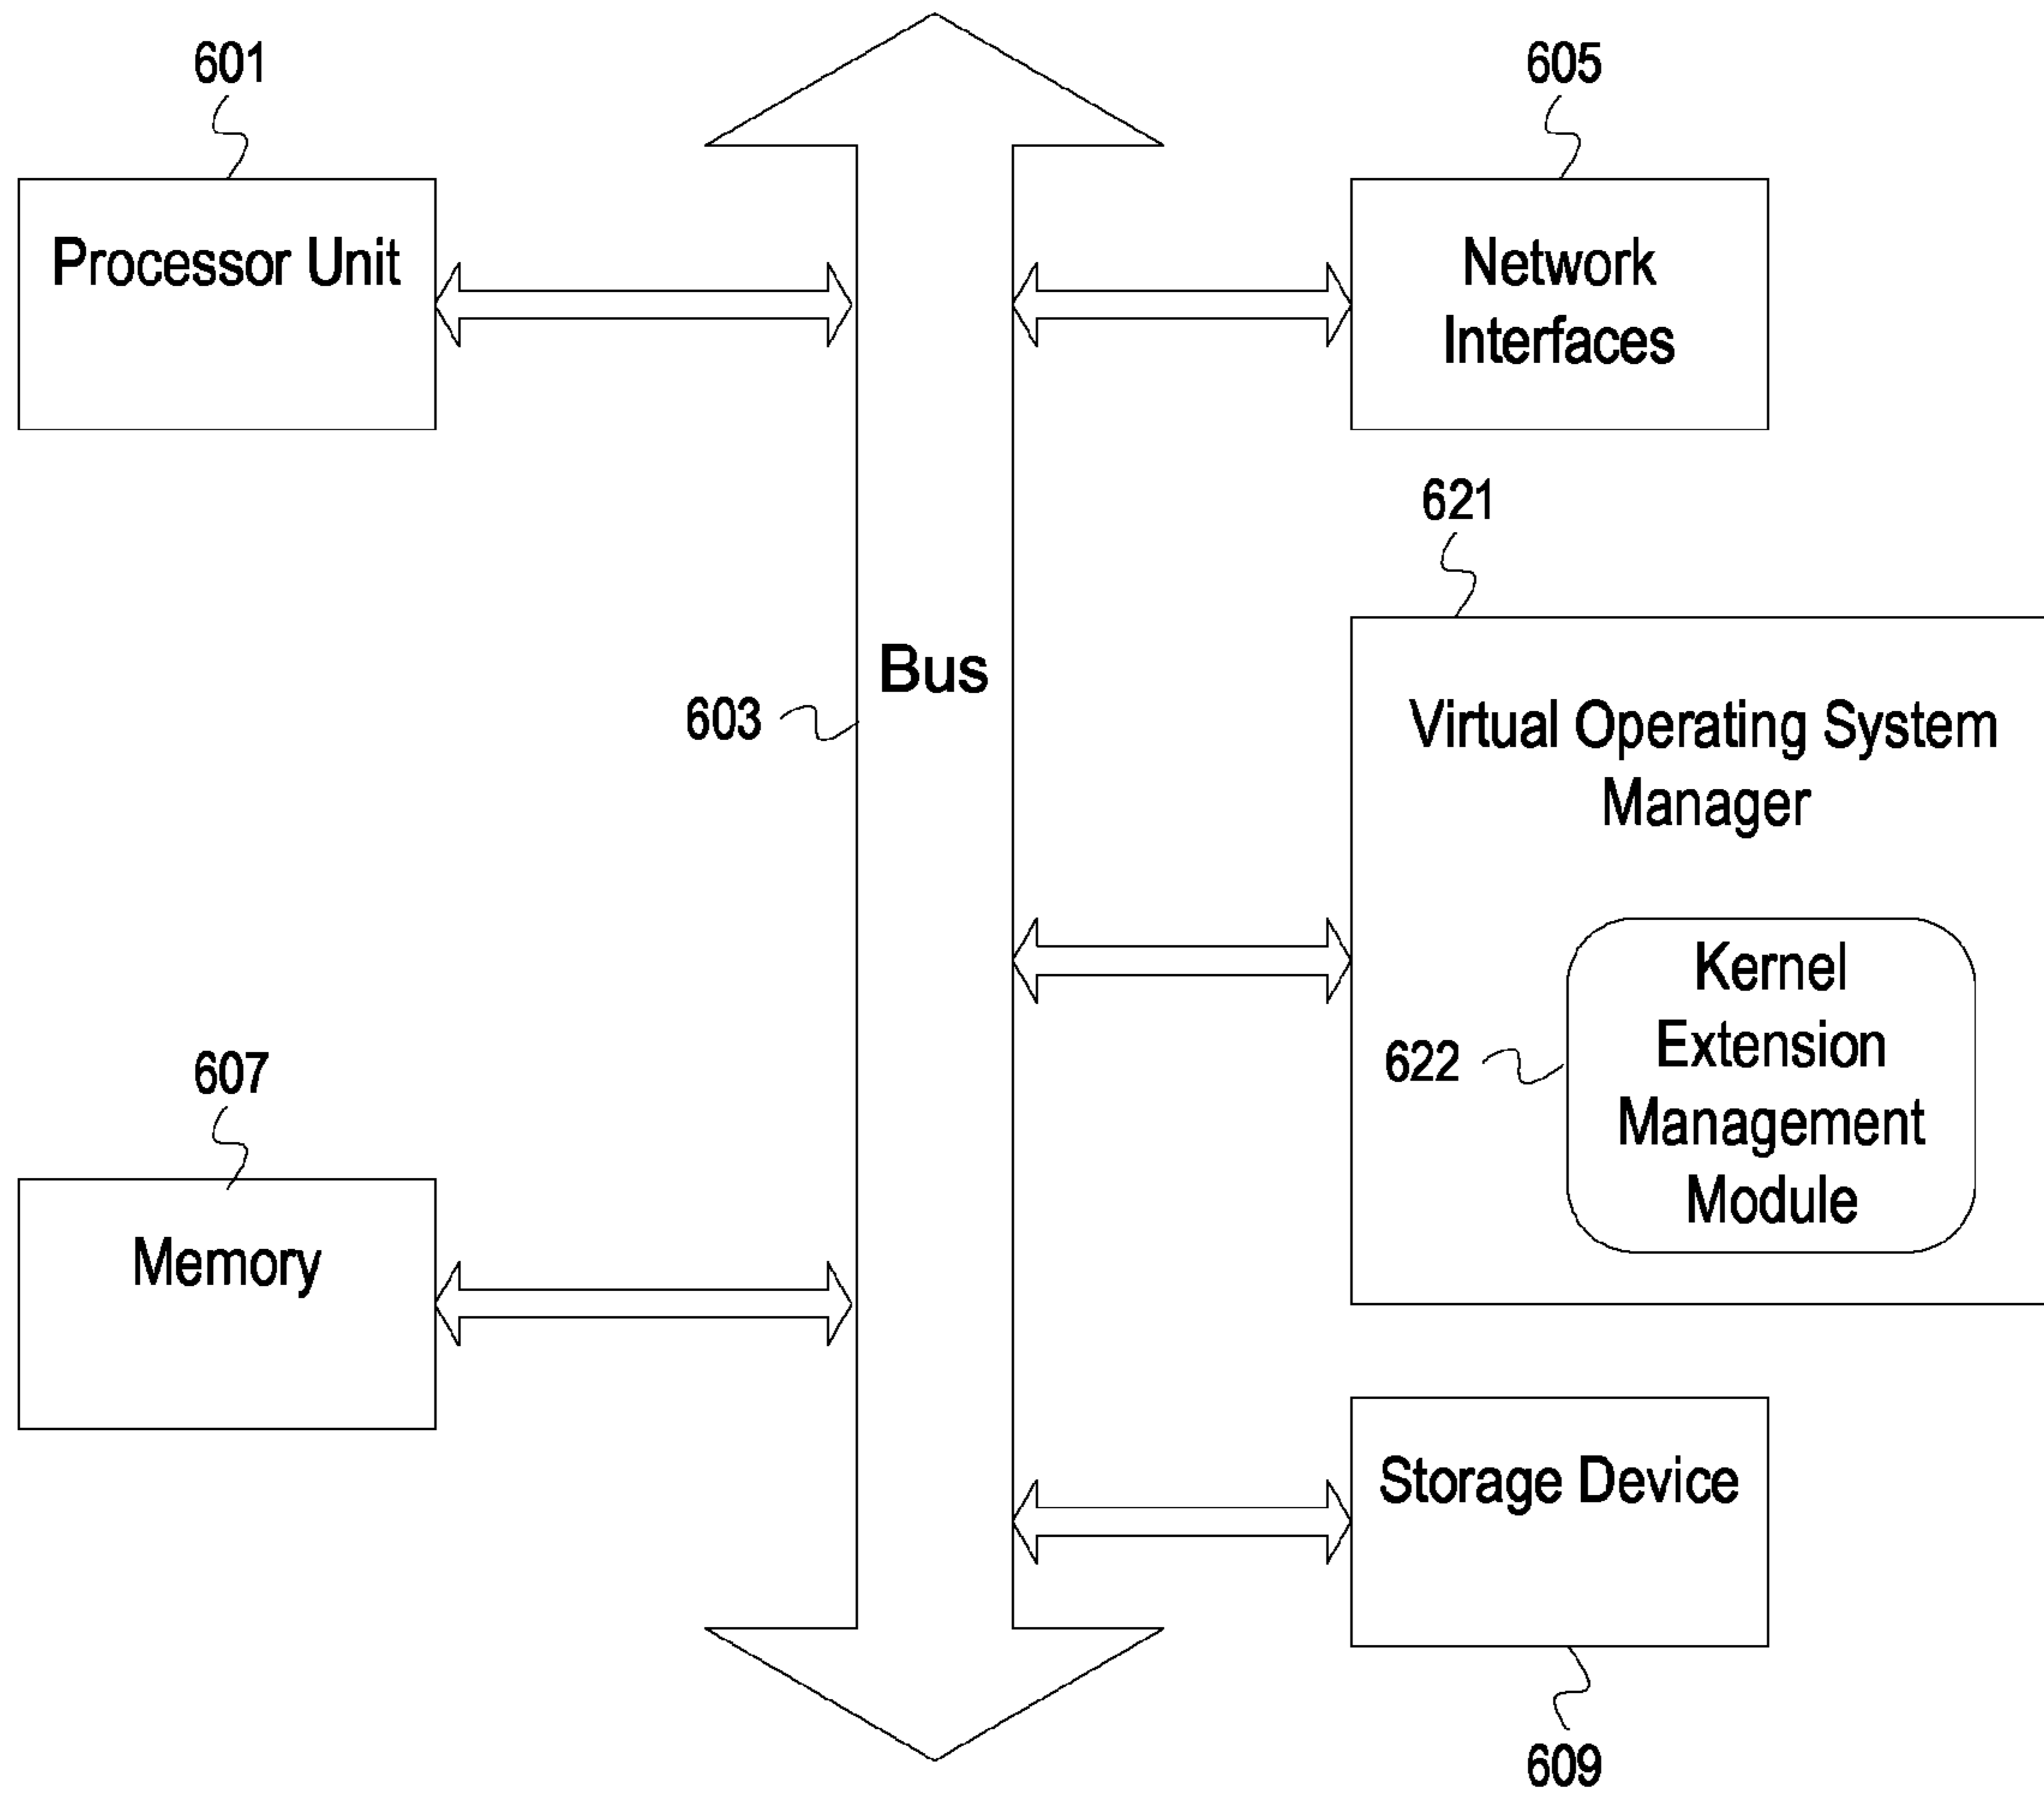 601
Processor Unit
605
Network
Interfaces
Bus
603
621
Virtual Operating System
Manager
622
Kernel
Extension
Management
Module
607
Memory
Storage Device
609